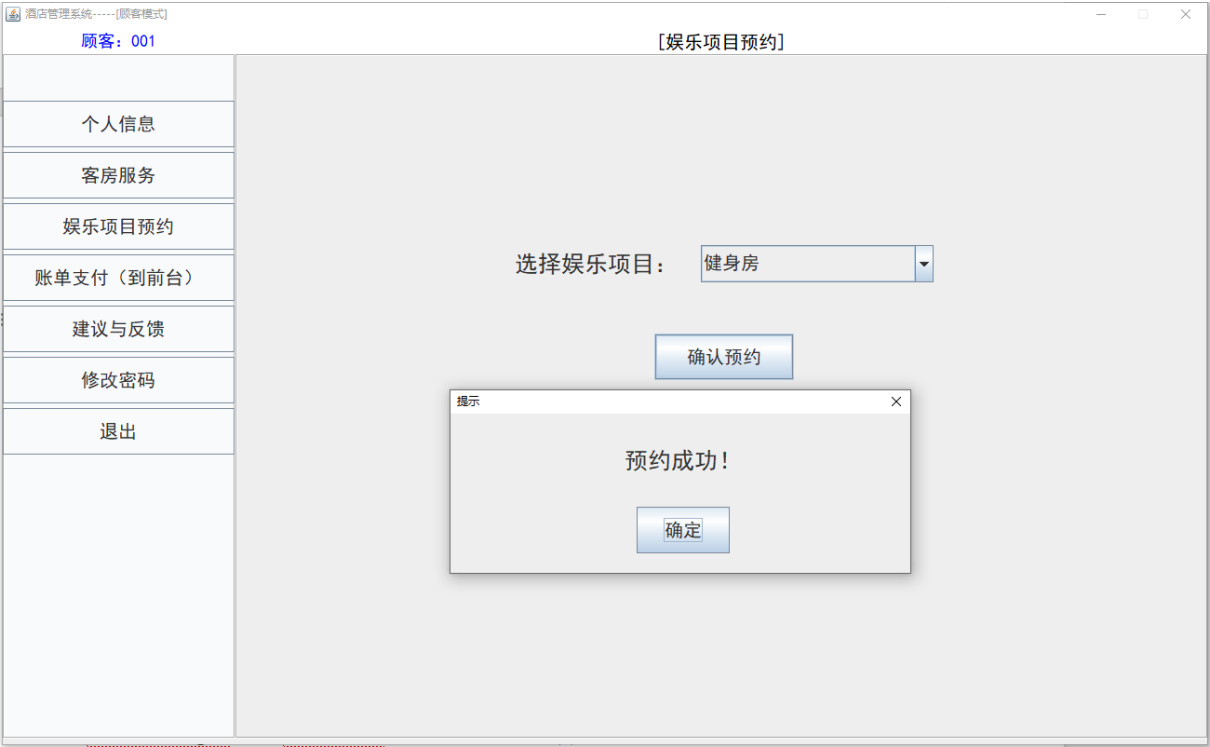 酒店管理系统-----[顾客模式]
顾客：001
[娱乐项目预约]
个人信息
客房服务
娱乐项目预约
账单支付（到前台）
建议与反馈
修改密码
退出
选择娱乐项目：
健身房
确认预约
提示
预约成功！
确定